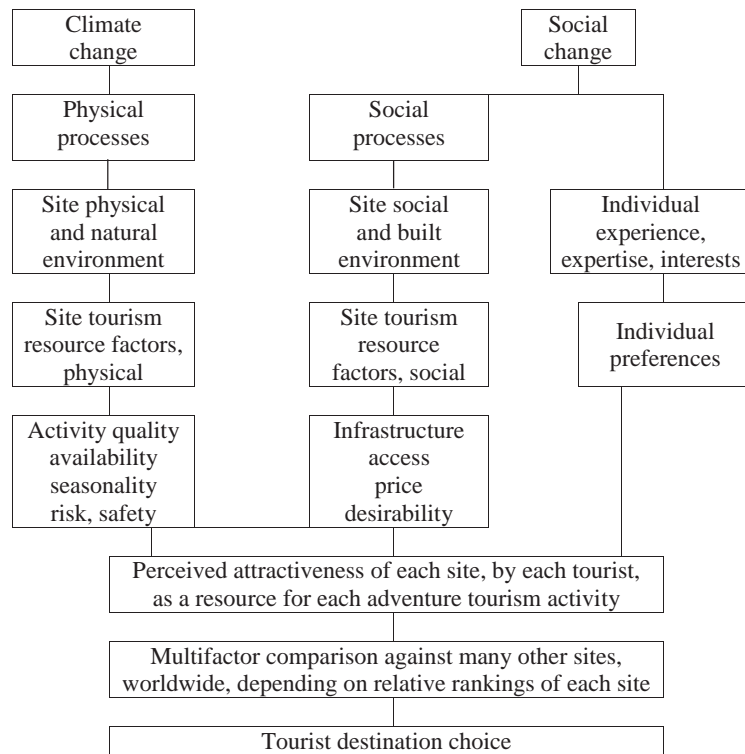 Climate
change
Social
change
Physical
processes
Social
processes
Site physical
and natural
environment
Site social
and built
environment
Individual
experience,
expertise, interests
Site tourism
resource factors,
physical
Site tourism
resource
factors, social
Individual
preferences
Activity quality
availability
seasonality
risk, safety
Infrastructure
access
price
desirability
Perceived attractiveness of each site, by each tourist,
as a resource for each adventure tourism activity
Multifactor comparison against many other sites,
worldwide, depending on relative rankings of each site
Tourist destination choice